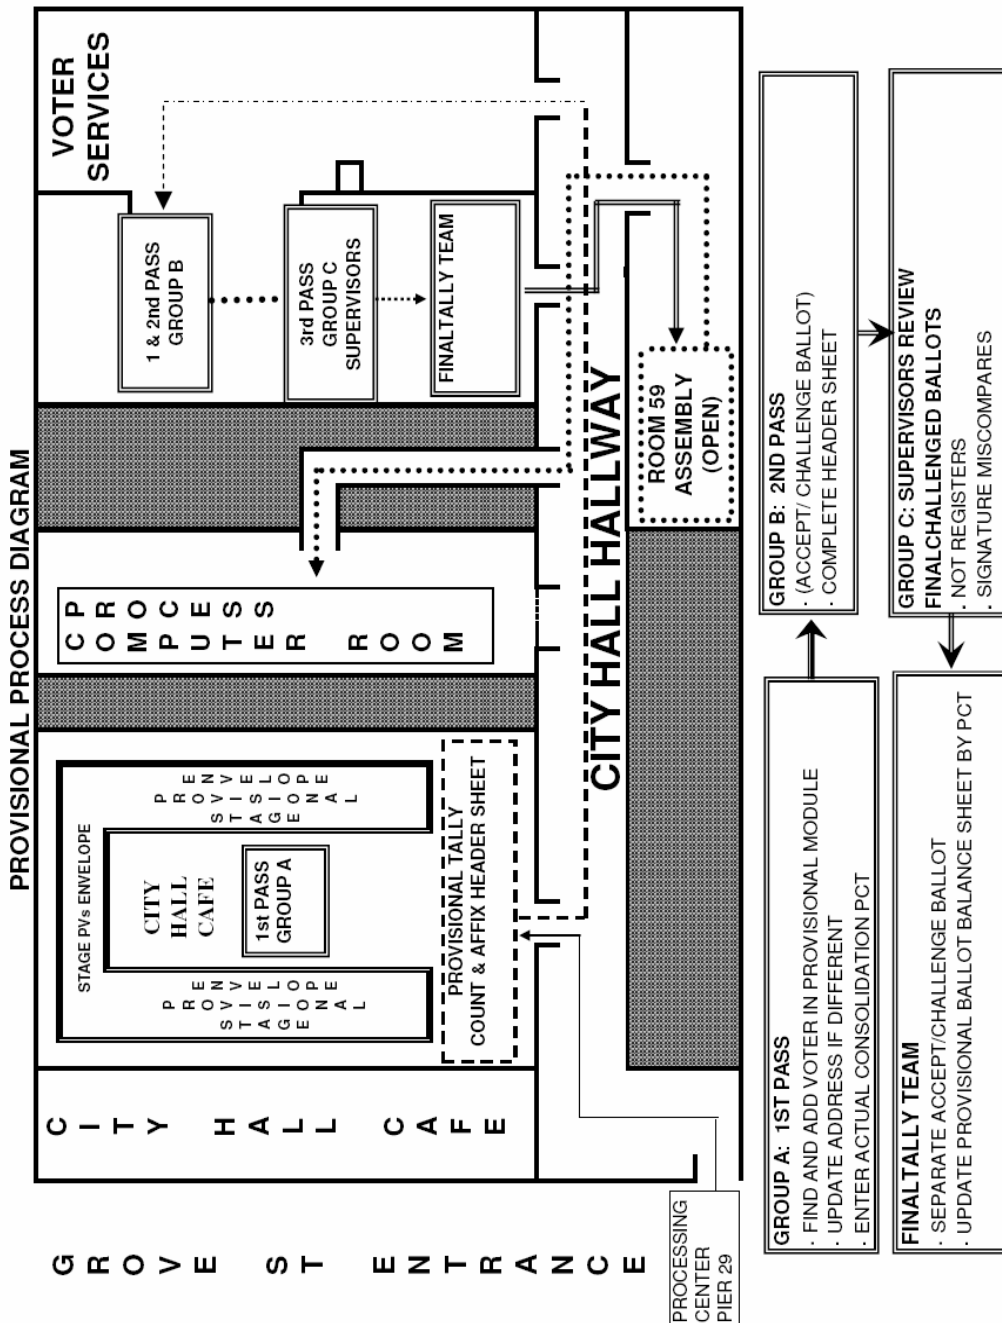 PROVISIONAL PROCESS DIAGRAM
GROVE ST ENTRANCE
CITY HALL CAFE
STAGE PVs ENVELOPE
PROVISIONAL
ENVELOPE
STAGE
CITY
HALL
CAFE
1st PASS
GROUP A
STAGE
PROVISIONAL
ENVELOPE
PROVISIONAL TALLY
COUNT & AFFIX HEADER SHEET
COMPUTER ROOM
PROCESS
1 & 2nd PASS
GROUP B
3rd PASS
GROUP C
SUPERVISORS
FINALTALLY TEAM
VOTER
SERVICES
CITY HALL HALLWAY
ROOM 59
ASSEMBLY
(OPEN)
PROCESSING
CENTER
PIER 29
GROUP A: 1ST PASS
· FIND AND ADD VOTER IN PROVISIONAL MODULE
· UPDATE ADDRESS IF DIFFERENT
· ENTER ACTUAL CONSOLIDATION PCT
GROUP B: 2ND PASS
· (ACCEPT/ CHALLENGE BALLOT)
· COMPLETE HEADER SHEET
FINALTALLY TEAM
· SEPARATE ACCEPT/CHALLENGE BALLOT
· UPDATE PROVISIONAL BALLOT BALANCE SHEET BY PCT
GROUP C: SUPERVISORS REVIEW
FINALCHALLENGED BALLOTS
· NOT REGISTERS
· SIGNATURE MISCOMPARES